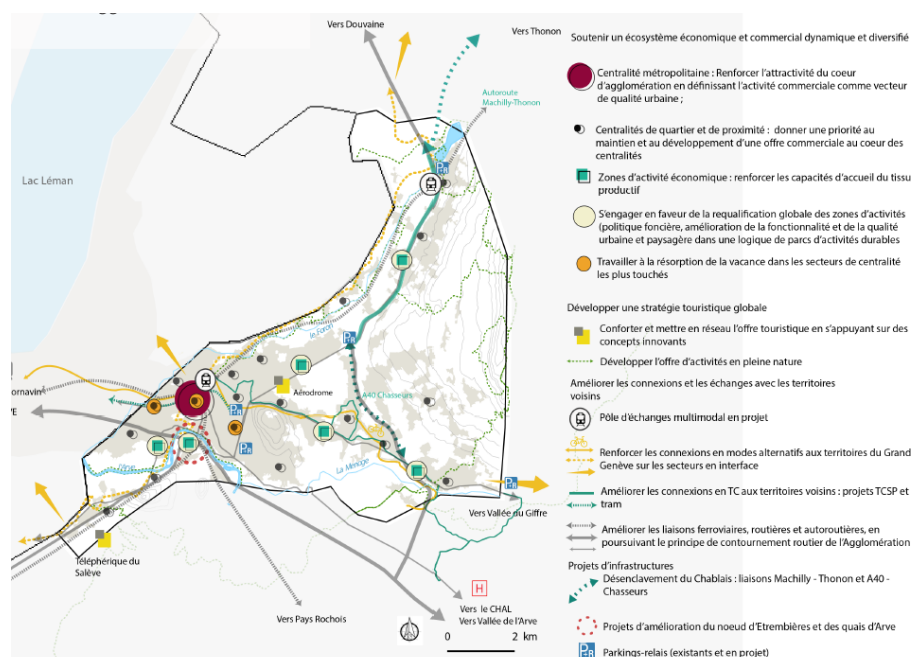 Vers Douvaine
Vers Thonon
Autoroute
Machilly-Thonon
Lac Léman
P+R
le Foron
P+R
Aérodrome
A40 Chasseurs
P+R
P+R
L'Arve
La Menoge
P+R
Vers Vallée du Giffre
Téléphérique du
Salève
H
Vers le CHAL
Vers Vallée de l'Arve
Vers Pays Rochois
0 2 km
Soutenir un écosystème économique et commercial dynamique et diversifié
Centralité métropolitaine : Renforcer l'attractivité du coeur
d'agglomération en définissant l'activité commerciale comme vecteur
de qualité urbaine ;
Centralités de quartier et de proximité : donner une priorité au
maintien et au développement d'une offre commerciale au coeur des
centralités
Zones d'activité économique : renforcer les capacités d'accueil du tissu
productif
S'engager en faveur de la requalification globale des zones d'activités
(politique foncière, amélioration de la fonctionnalité et de la qualité
urbaine et paysagère dans une logique de parcs d'activités durables
Travailler à la résorption de la vacance dans les secteurs de centralité
les plus touchés
Développer une stratégie touristique globale
Conforter et mettre en réseau l'offre touristique en s'appuyant sur des
concepts innovants
Développer l'offre d'activités en pleine nature
Améliorer les connexions et les échanges avec les territoires
voisins
Pôle d'échanges multimodal en projet
Renforcer les connexions en modes alternatifs aux territoires du Grand
Genève sur les secteurs en interface
Améliorer les connexions en TC aux territoires voisins : projets TCSP et
tram
Améliorer les liaisons ferroviaires, routières et autoroutières, en
poursuivant le principe de contournement routier de l'Agglomération
Projets d'infrastructures
Désenclavement du Chablais : liaisons Machilly - Thonon et A40 -
Chasseurs
Projets d'amélioration du noeud d'Etrembières et des quais d'Arve
P+R
Parkings-relais (existants et en projet)